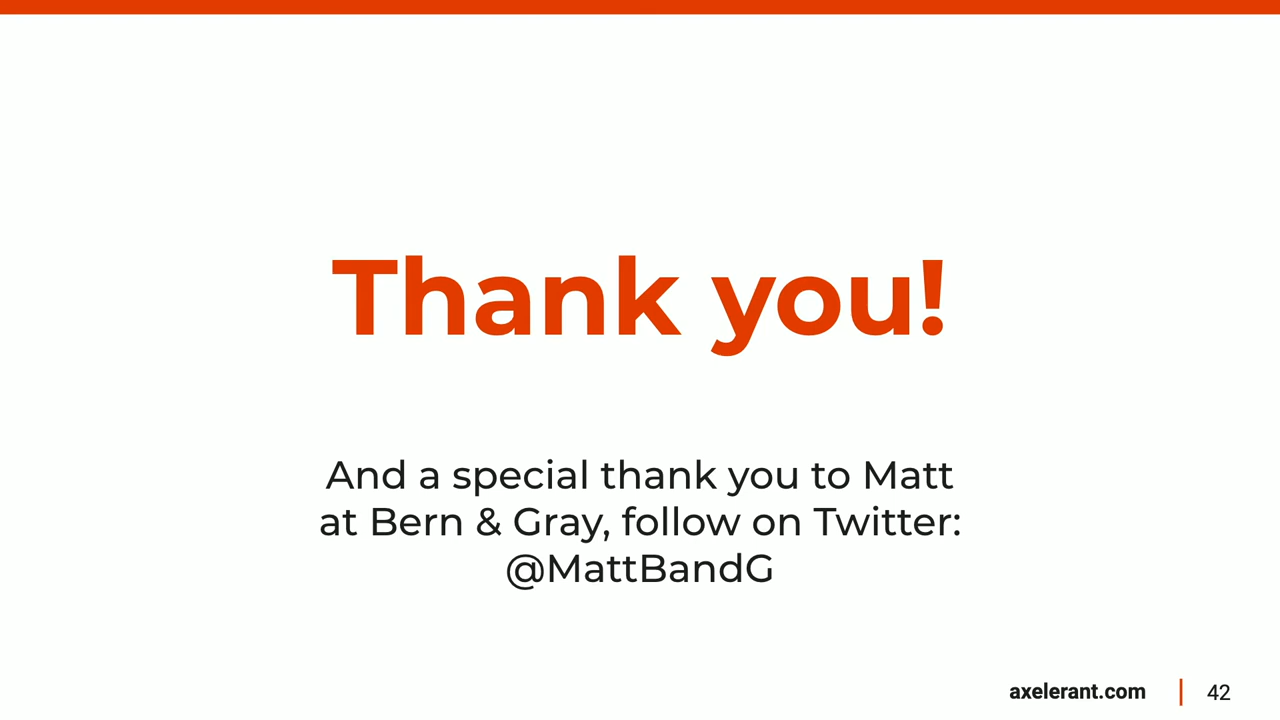 Thank you!
And a special thank you to Matt
at Bern & Gray, follow on Twitter:
@MattBandG
axelerant.com | 42